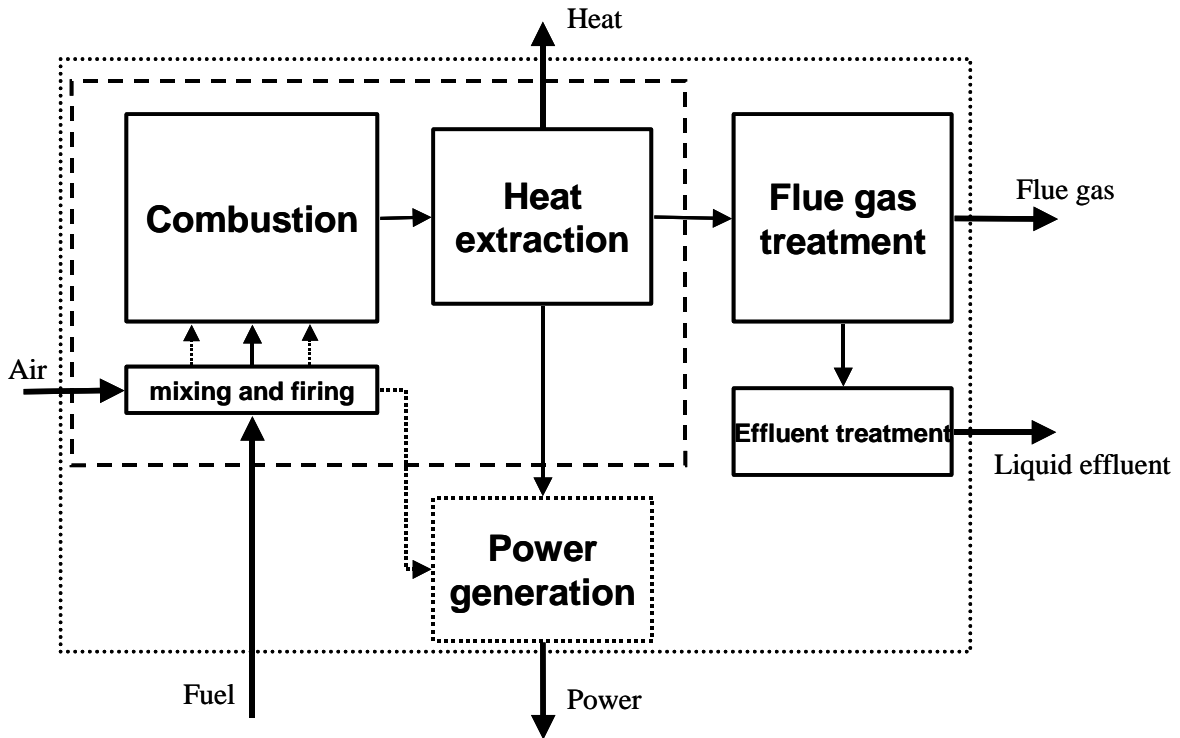 Heat
Combustion
Heat
extraction
Flue gas
treatment
Flue gas
Air
mixing and firing
Effluent treatment
Liquid effluent
Power
generation
Fuel
Power